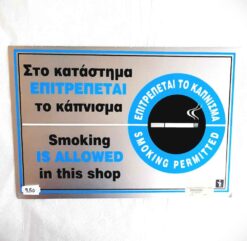 Στο κατάστημα
ΕΠΙΤΡΕΠΕΤΑΙ
το κάπνισμα
Smoking
IS ALLOWED
in this shop
ΕΠΙΤΡΕΠΕΤΑΙ ΤΟ ΚΑΠΝΙΣΜΑ
SMOKING PERMITTED